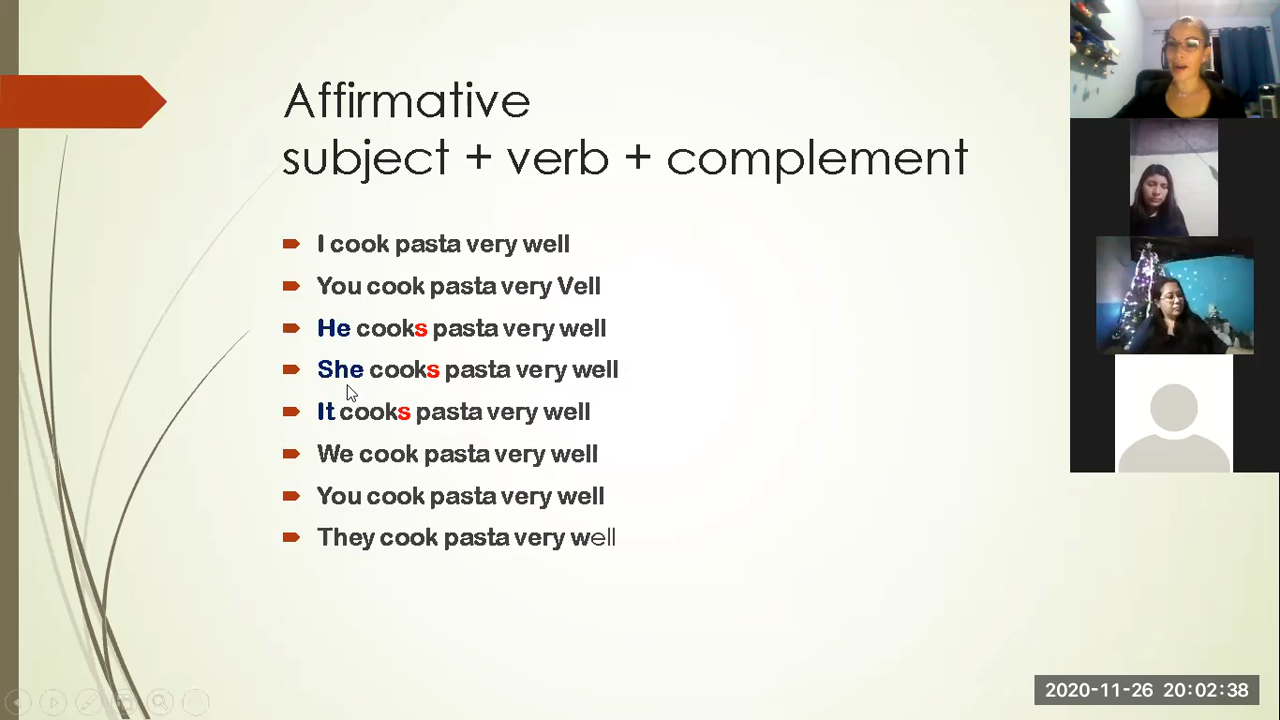 Affirmative
subject + verb + complement
I cook pasta very well
You cook pasta very Vell
He cooks pasta very well
She cooks pasta very well
It cooks pasta very well
We cook pasta very well
You cook pasta very well
They cook pasta very well
2020-11-26 20:02:38